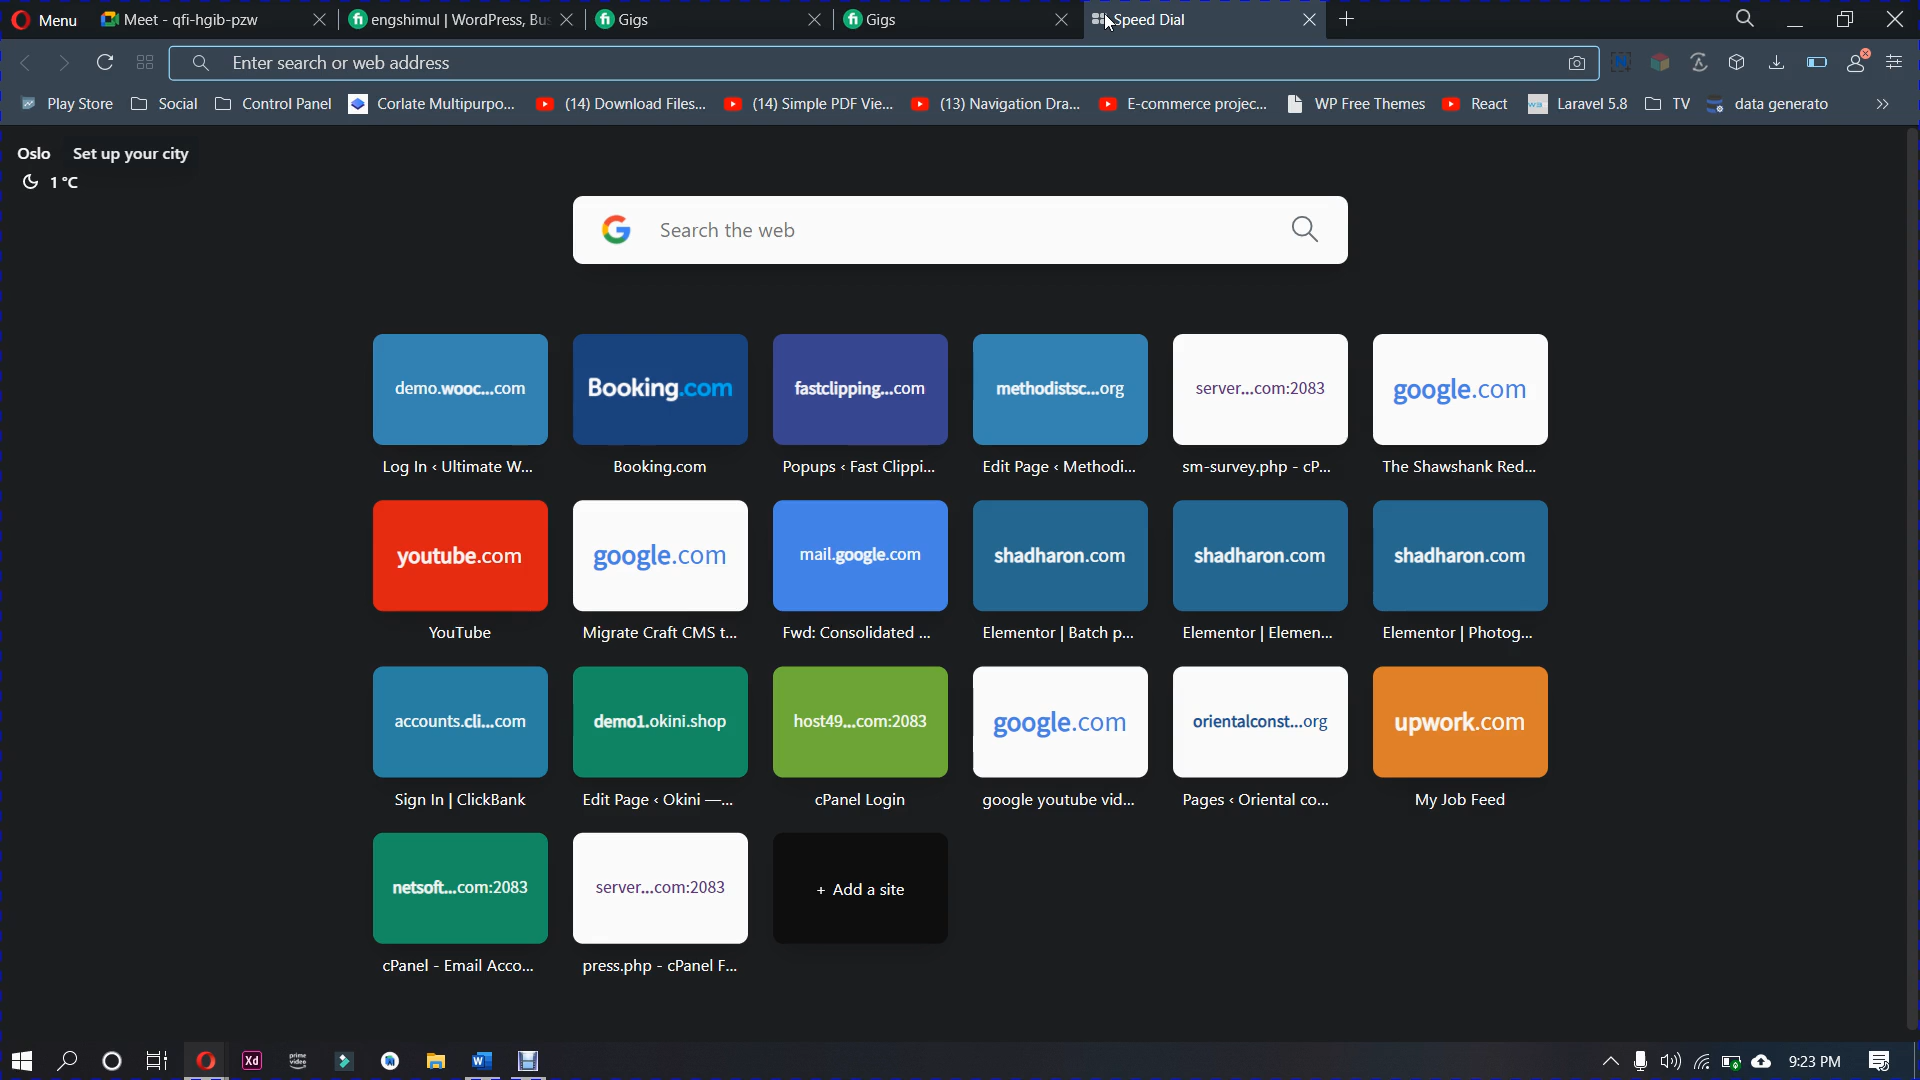 Menu Meet - qfi-hgib-pzw engshimul | WordPress, Bus Gigs Gigs Speed Dial
Enter search or web address
Play Store Social Control Panel Corlate Multipurpo... (14) Download Files... (14) Simple PDF Vie... (13) Navigation Dra... E-commerce projec... WP Free Themes React Laravel 5.8 TV data generato
Oslo Set up your city
1 °C
Search the web
demo.wooc...com Booking.com fastclipping...com methodistsc...org server...com:2083 google.com
Log In ‹ Ultimate W... Booking.com Popups ‹ Fast Clippi... Edit Page ‹ Methodi... sm-survey.php - cP... The Shawshank Red...
youtube.com google.com mail.google.com shadharon.com shadharon.com shadharon.com
YouTube Migrate Craft CMS t... Fwd: Consolidated ... Elementor | Batch p... Elementor | Elemen... Elementor | Photog...
accounts.cli...com demo1.okini.shop host49...com:2083 google.com orientalconst...org upwork.com
Sign In | ClickBank Edit Page ‹ Okini —... cPanel Login google youtube vid... Pages ‹ Oriental co... My Job Feed
netsoft...com:2083 server...com:2083 + Add a site
cPanel - Email Acco... press.php - cPanel F...
Xd prime video W 9:23 PM